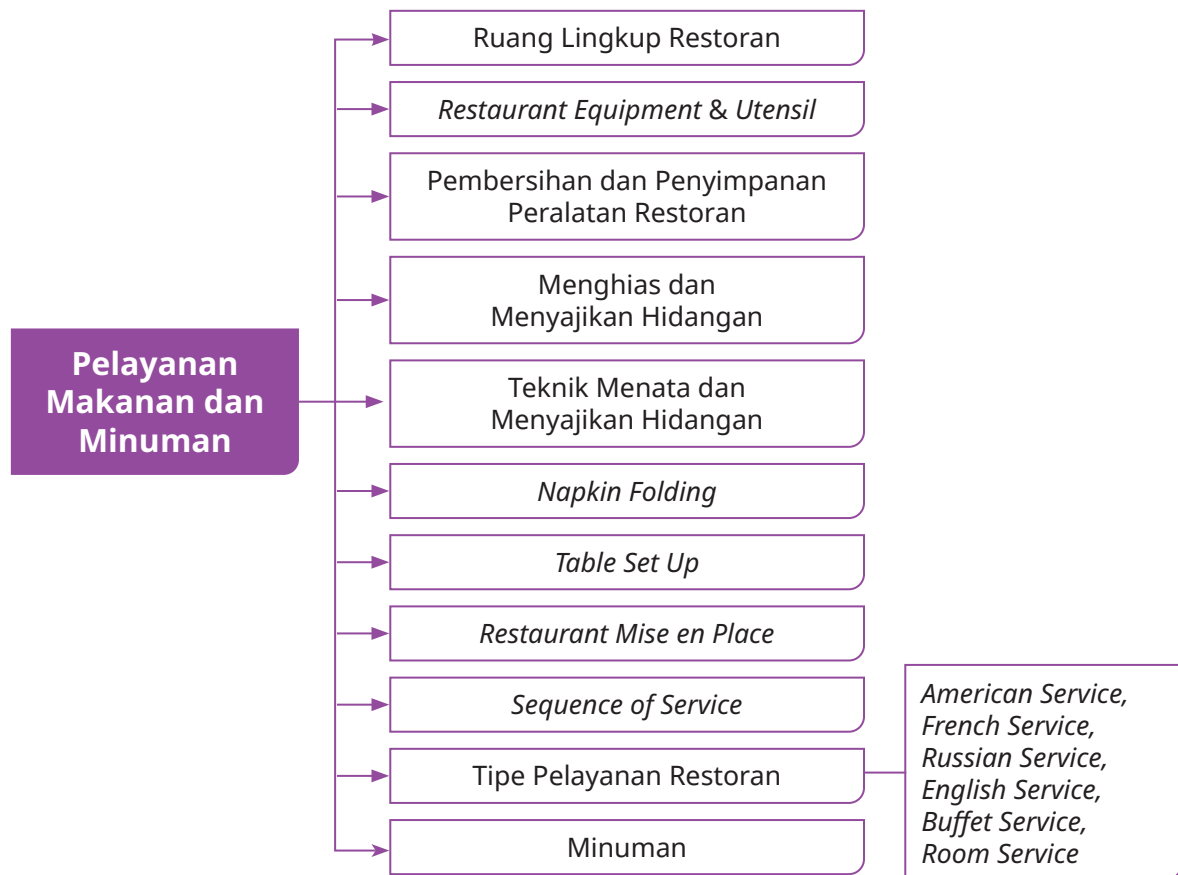 Pelayanan
Makanan dan
Minuman
Ruang Lingkup Restoran
Restaurant Equipment & Utensil
Pembersihan dan Penyimpanan
Peralatan Restoran
Menghias dan
Menyajikan Hidangan
Teknik Menata dan
Menyajikan Hidangan
Napkin Folding
Table Set Up
Restaurant Mise en Place
Sequence of Service
Tipe Pelayanan Restoran
American Service,
French Service,
Russian Service,
English Service,
Buffet Service,
Room Service
Minuman